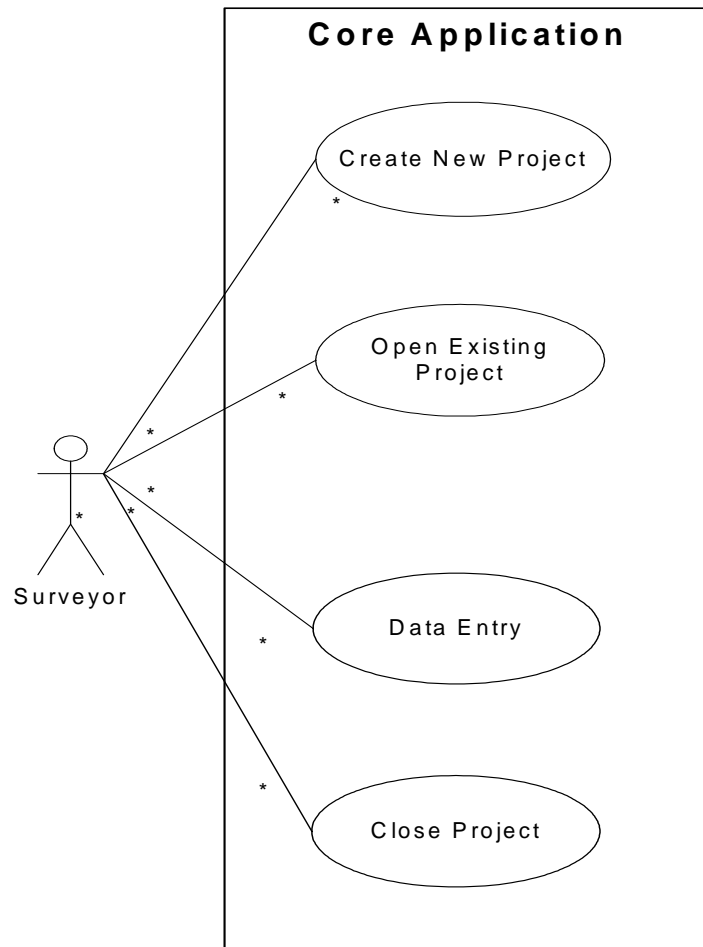 Core Application
Create New Project
*
Open Existing
Project
*
*
*
*
*
Surveyor
Data Entry
*
*
Close Project